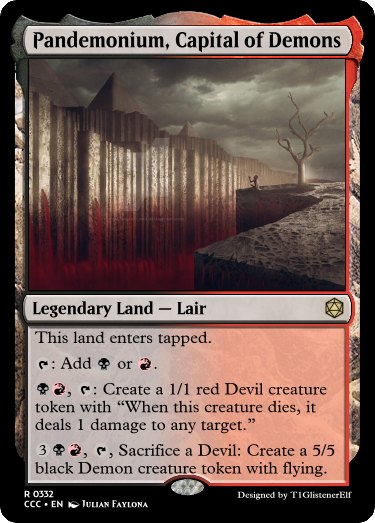 Pandemonium, Capital of Demons
Legendary Land — Lair
This land enters tapped.
: Add or .
, : Create a 1/1 red Devil creature
token with “When this creature dies, it
deals 1 damage to any target.”
3 , , Sacrifice a Devil: Create a 5/5
black Demon creature token with flying.
R 0332
CCC • EN Julian Faylona
Designed by T1GlistenerElf